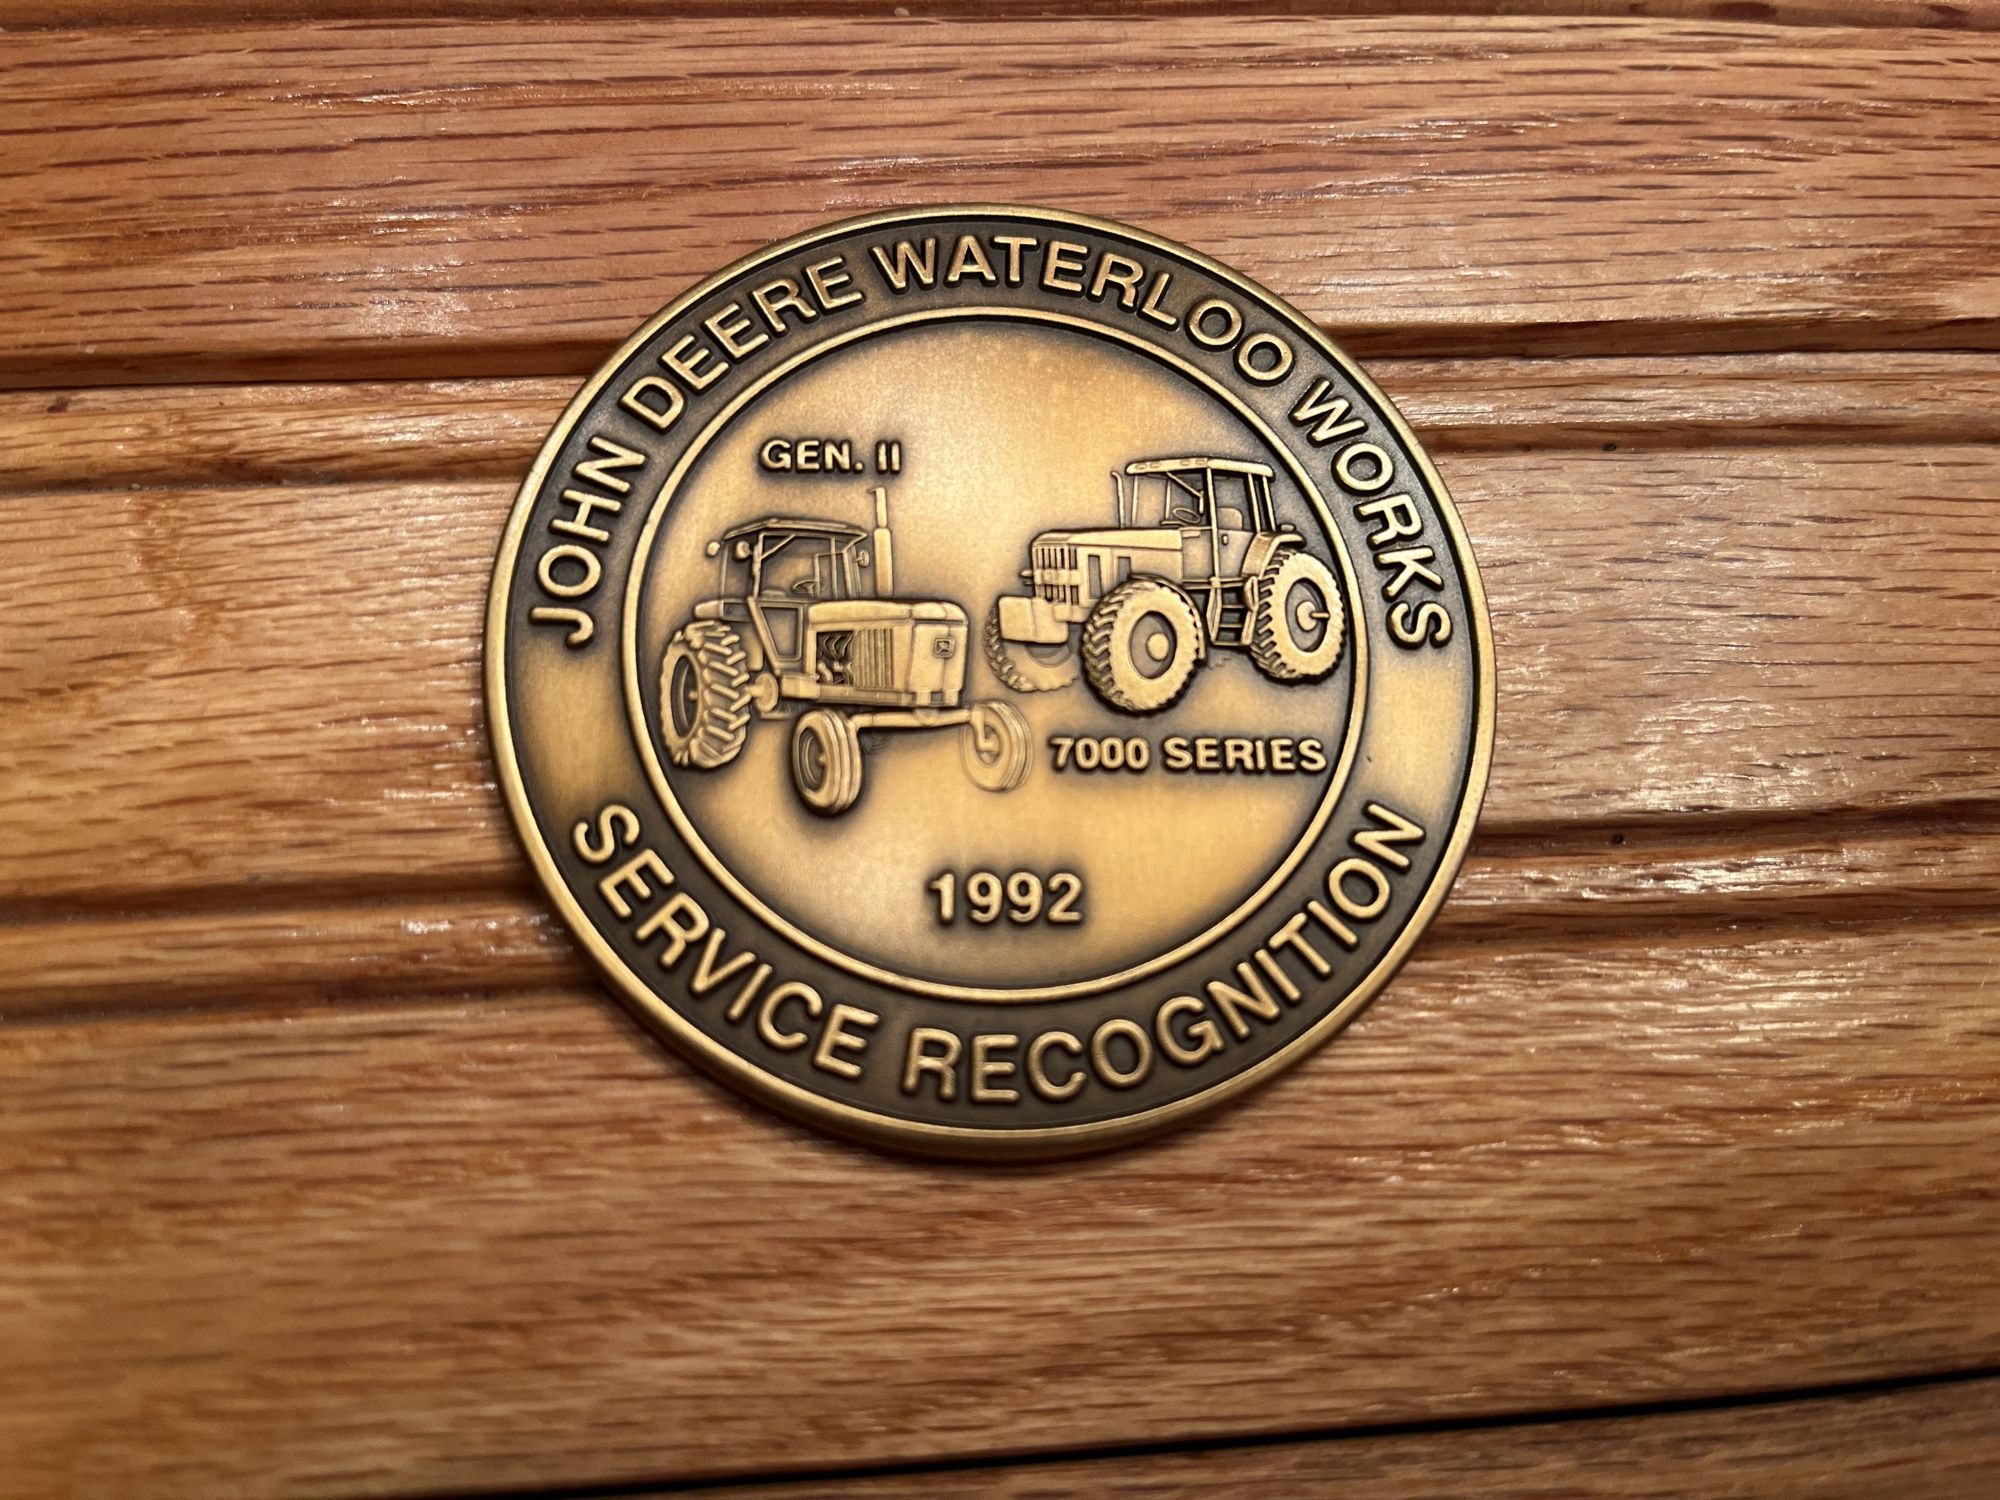 JOHN DEERE WATERLOO WORKS
GEN. II
7000 SERIES
1992
SERVICE RECOGNITION